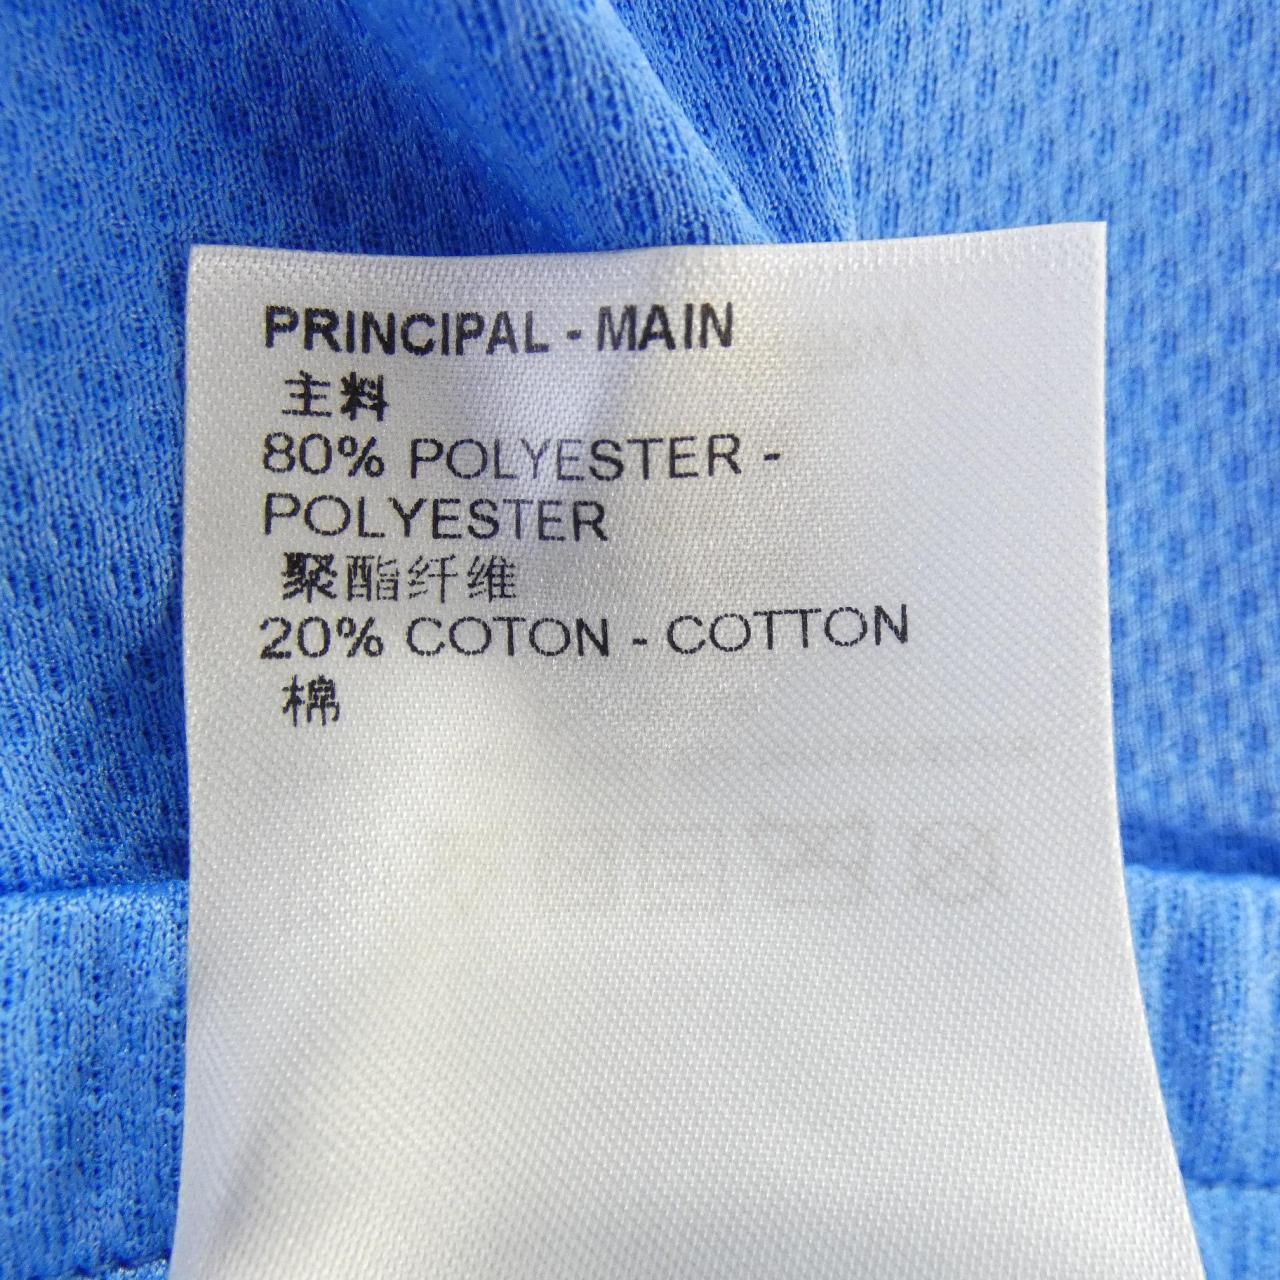 PRINCIPAL - MAIN
主料
80% POLYESTER -
POLYESTER
聚酯纤维
20% COTON - COTTON
棉